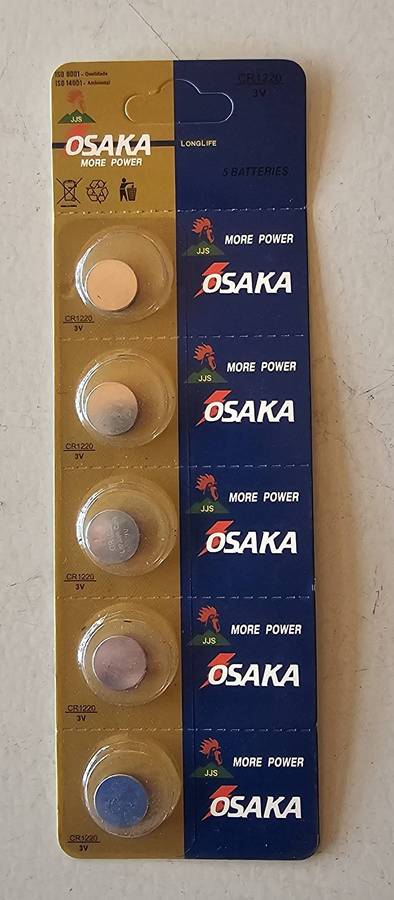 ISO 9001 - Qualidade
ISO 14001 - Ambiental
CR1220
3V
JJS
OSAKA
MORE POWER
LONGLIFE
5 BATTERIES
JJS
MORE POWER
OSAKA
CR1220
3V
JJS
MORE POWER
OSAKA
CR1220
3V
JJS
MORE POWER
OSAKA
CR1220
3V
JJS
MORE POWER
OSAKA
CR1220
3V
JJS
MORE POWER
OSAKA
CR1220
3V